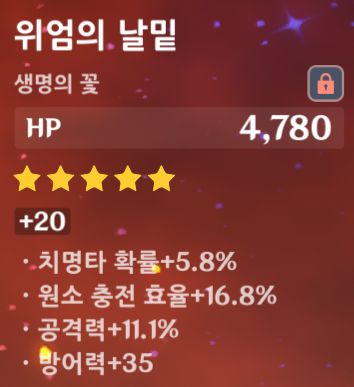 위엄의 날밑
생명의 꽃
HP 4,780
+20
· 치명타 확률+5.8%
· 원소 충전 효율+16.8%
· 공격력+11.1%
· 방어력+35